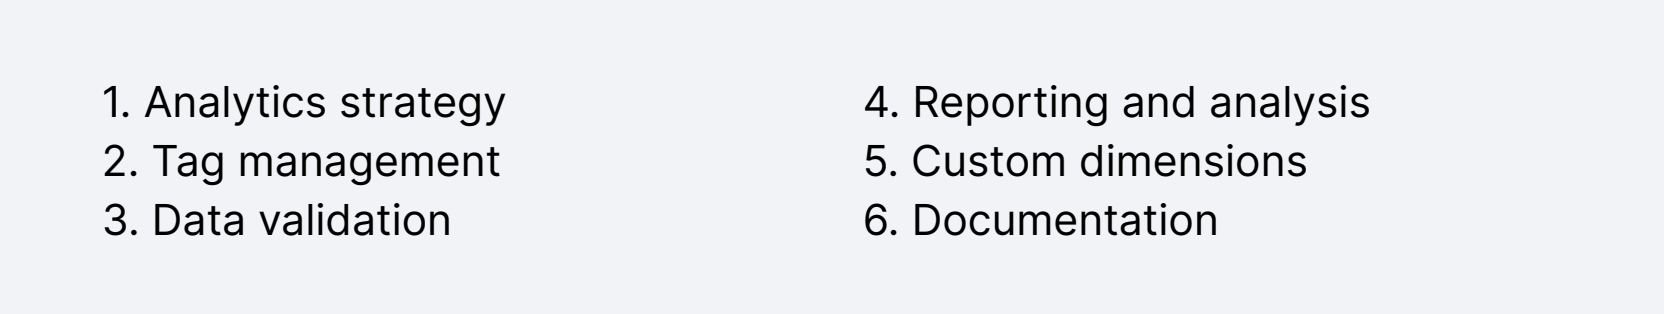 1. Analytics strategy
2. Tag management
3. Data validation
4. Reporting and analysis
5. Custom dimensions
6. Documentation